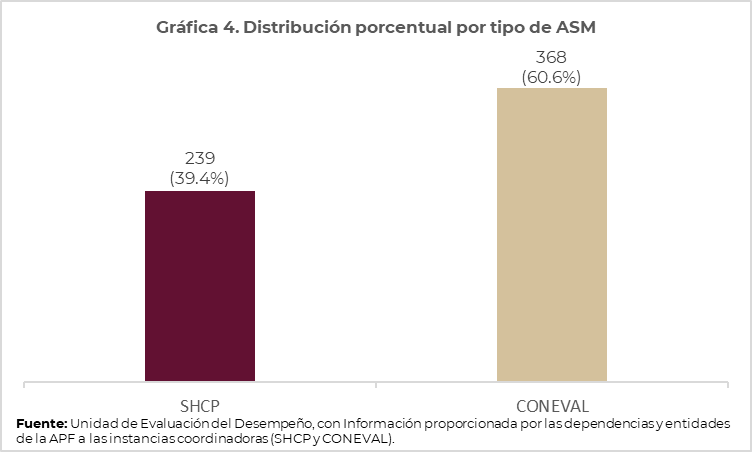 Gráfica 4. Distribución porcentual por tipo de ASM
368
(60.6%)
239
(39.4%)
SHCP
CONEVAL
Fuente: Unidad de Evaluación del Desempeño, con Información proporcionada por las dependencias y entidades
de la APF a las instancias coordinadoras (SHCP y CONEVAL).